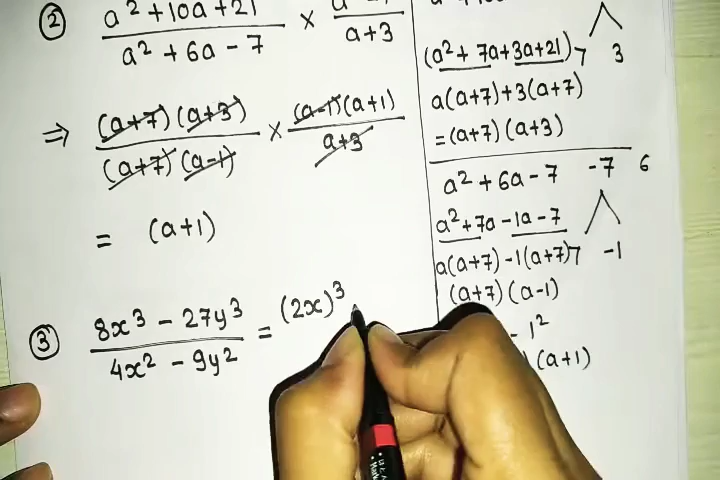 ② a² + 10a + 21 / a² + 6a - 7 × / a+3
⇒ (a+7) (a+3) / (a+7) (a-1) × (a-1) (a+1) / a+3
= (a+1)
③ 8x³ - 27y³ / 4x² - 9y² = (2x)³
(a² + 7a + 3a + 21) 7 3
a(a+7) + 3(a+7)
= (a+7) (a+3)
a² + 6a - 7 -7 6
a² + 7a - 1a - 7
a(a+7) - 1(a+7) 7 -1
(a+7) (a-1)
- 1²
(a+1)